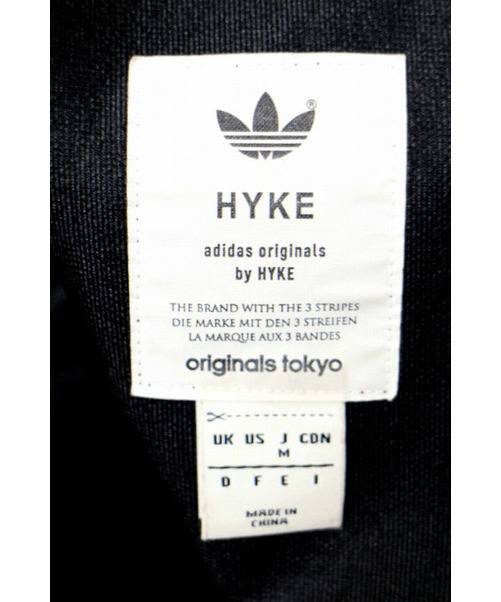 ®
HYKE
adidas originals
by HYKE
THE BRAND WITH THE 3 STRIPES
DIE MARKE MIT DEN 3 STREIFEN
LA MARQUE AUX 3 BANDES
originals tokyo
UK US J CDN
M
D F E I
MADE IN
CHINA